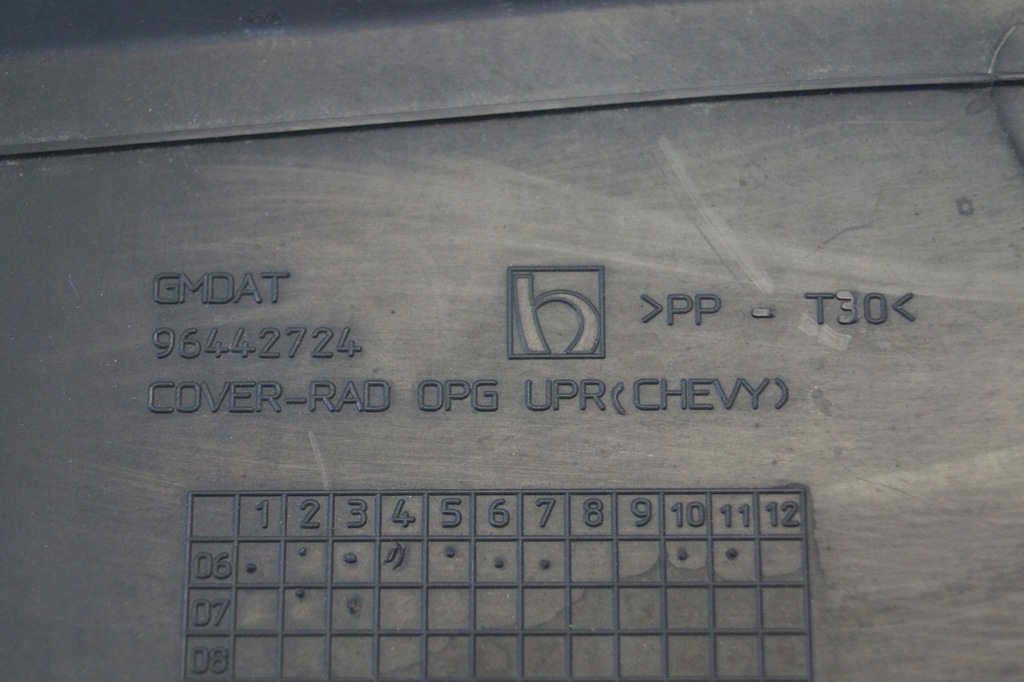 GMDAT
96442724
COVER-RAD OPG UPR(CHEVY)
h
>PP - T30<
1 2 3 4 5 6 7 8 9 10 11 12
06
07
08